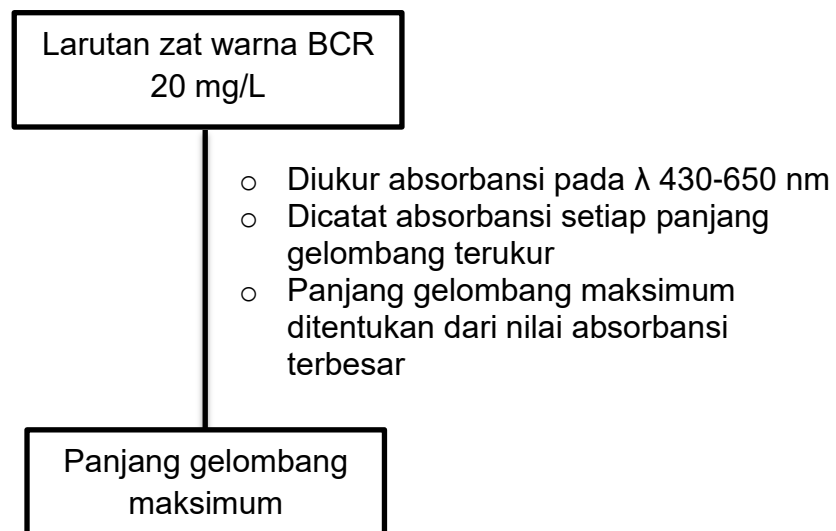 Larutan zat warna BCR
20 mg/L
○ Diukur absorbansi pada λ 430-650 nm
○ Dicatat absorbansi setiap panjang
gelombang terukur
○ Panjang gelombang maksimum
ditentukan dari nilai absorbansi
terbesar
Panjang gelombang
maksimum